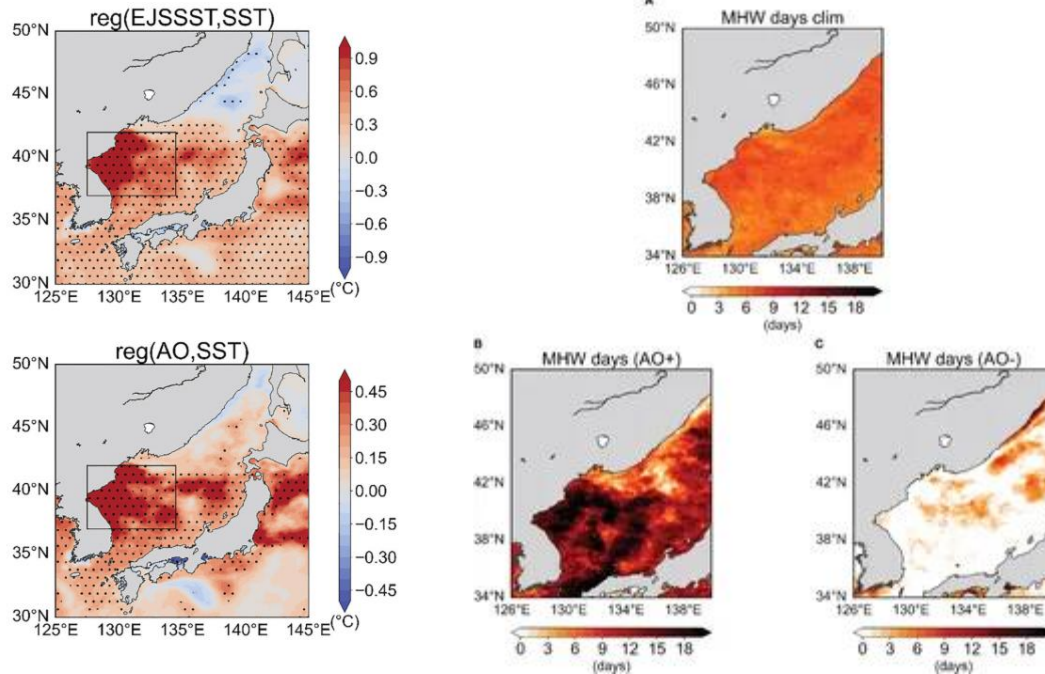 reg(EJSSST,SST)
50°N
45°N
40°N
35°N
30°N
125°E 130°E 135°E 140°E 145°E
0.9
0.6
0.3
0.0
−0.3
−0.6
−0.9
(°C)
reg(AO,SST)
50°N
45°N
40°N
35°N
30°N
125°E 130°E 135°E 140°E 145°E
0.45
0.30
0.15
0.00
−0.15
−0.30
−0.45
(°C)
MHW days clim
50°N
46°N
42°N
38°N
34°N
126°E 130°E 134°E 138°E
0 3 6 9 12 15 18
(days)
B
MHW days (AO+)
50°N
46°N
42°N
38°N
34°N
126°E 130°E 134°E 138°E
0 3 6 9 12 15 18
(days)
C
MHW days (AO-)
50°N
46°N
42°N
38°N
34°N
126°E 130°E 134°E 138°E
0 3 6 9 12 15 18
(days)